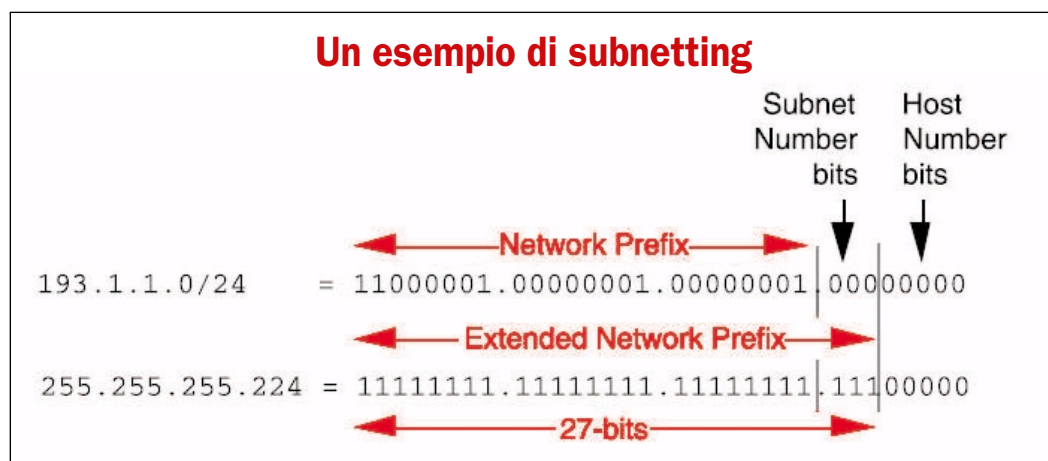 Un esempio di subnetting
Subnet Number bits
Host Number bits
Network Prefix
193.1.1.0/24 = 11000001.00000001.00000001.00000000
Extended Network Prefix
255.255.255.224 = 11111111.11111111.11111111.11100000
27-bits